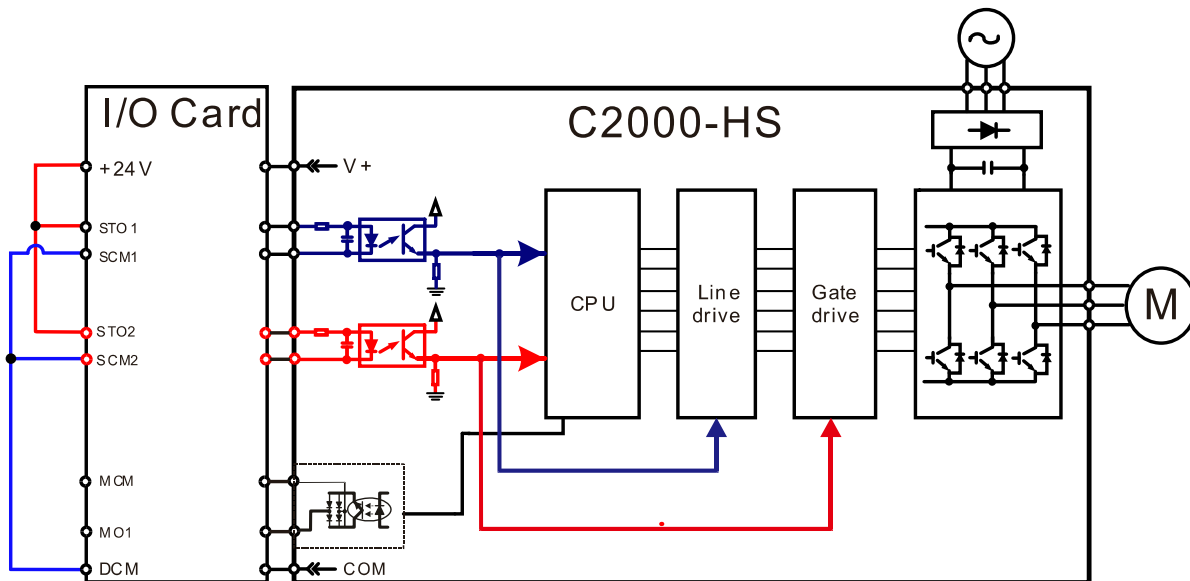 I/O Card
C2000-HS
+24V
V+
STO1
SCM1
STO2
SCM2
CPU
Line
drive
Gate
drive
M
MCM
MO1
DCM
COM